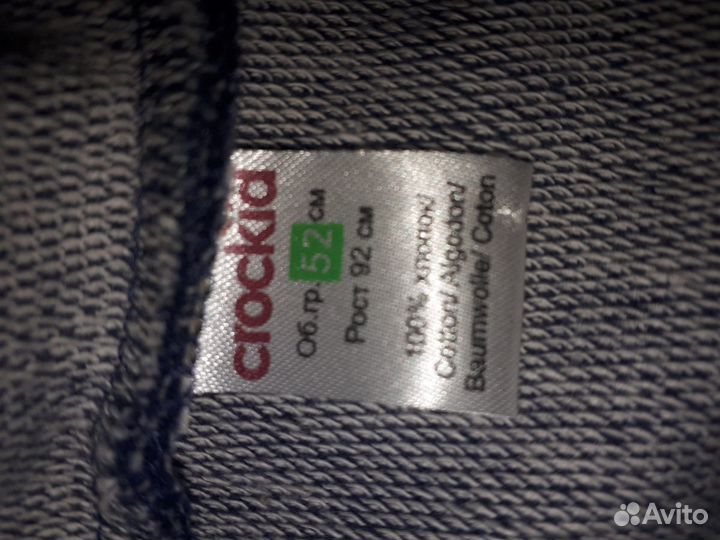 crockid
Об.гр. 52 см
Рост 92 см
100% хлопок/
Cotton/ Algodon/
Baumwolle/ Coton
Avito